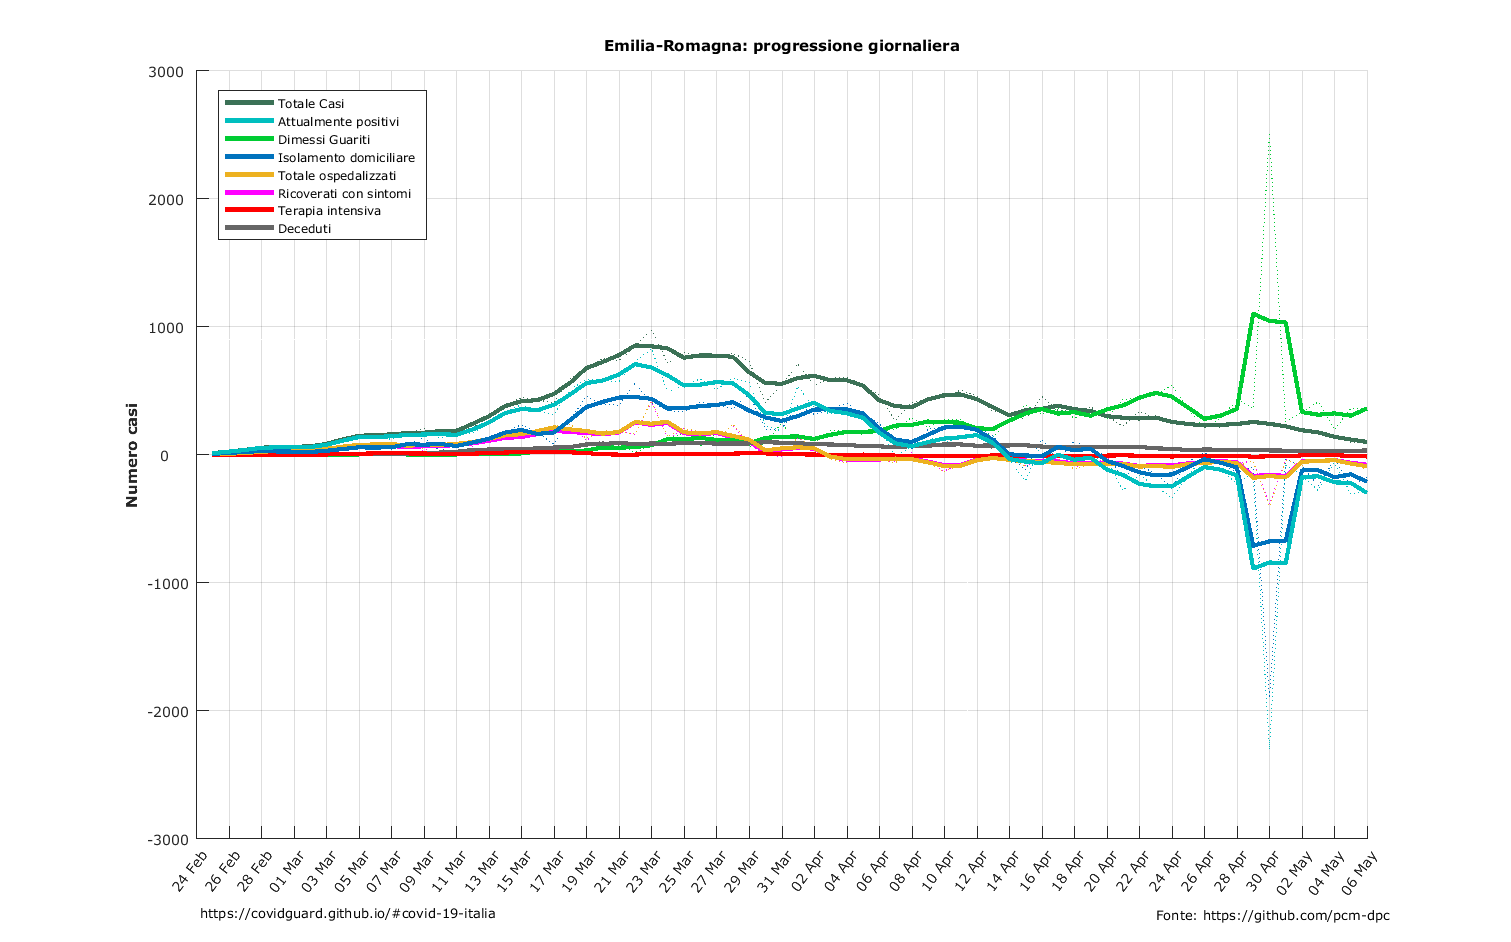 Emilia-Romagna: progressione giornaliera
3000
2000
1000
0
-1000
-2000
-3000
Numero casi
Totale Casi
Attualmente positivi
Dimessi Guariti
Isolamento domiciliare
Totale ospedalizzati
Ricoverati con sintomi
Terapia intensiva
Deceduti
24 Feb
26 Feb
28 Feb
01 Mar
03 Mar
05 Mar
07 Mar
09 Mar
11 Mar
13 Mar
15 Mar
17 Mar
19 Mar
21 Mar
23 Mar
25 Mar
27 Mar
29 Mar
31 Mar
02 Apr
04 Apr
06 Apr
08 Apr
10 Apr
12 Apr
14 Apr
16 Apr
18 Apr
20 Apr
22 Apr
24 Apr
26 Apr
28 Apr
30 Apr
02 May
04 May
06 May
https://covidguard.github.io/#covid-19-italia
Fonte: https://github.com/pcm-dpc